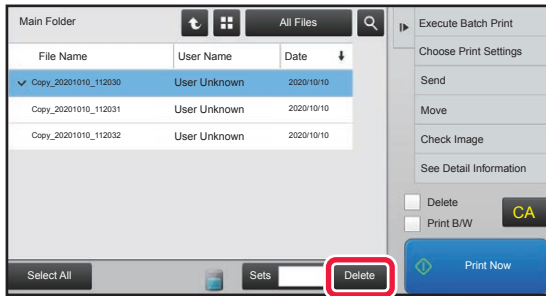 Main Folder
All Files
File Name User Name Date
Copy_20201010_112030 User Unknown 2020/10/10
Copy_20201010_112031 User Unknown 2020/10/10
Copy_20201010_112032 User Unknown 2020/10/10
Select All
Sets
Delete
Execute Batch Print
Choose Print Settings
Send
Move
Check Image
See Detail Information
Delete
Print B/W
CA
Print Now